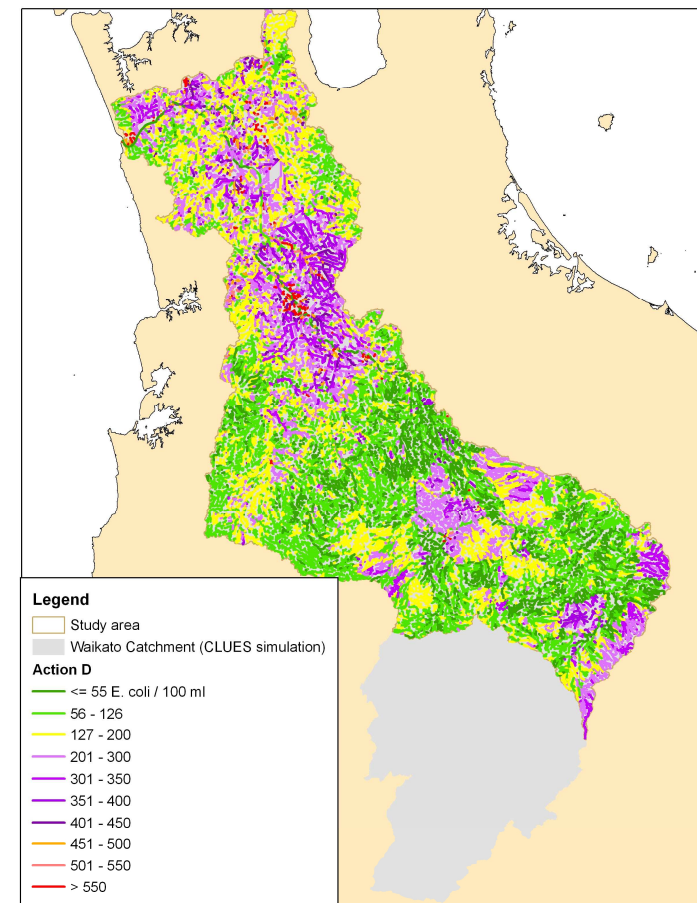 Legend
Study area
Waikato Catchment (CLUES simulation)
Action D
<= 55 E. coli / 100 ml
56 - 126
127 - 200
201 - 300
301 - 350
351 - 400
401 - 450
451 - 500
501 - 550
> 550